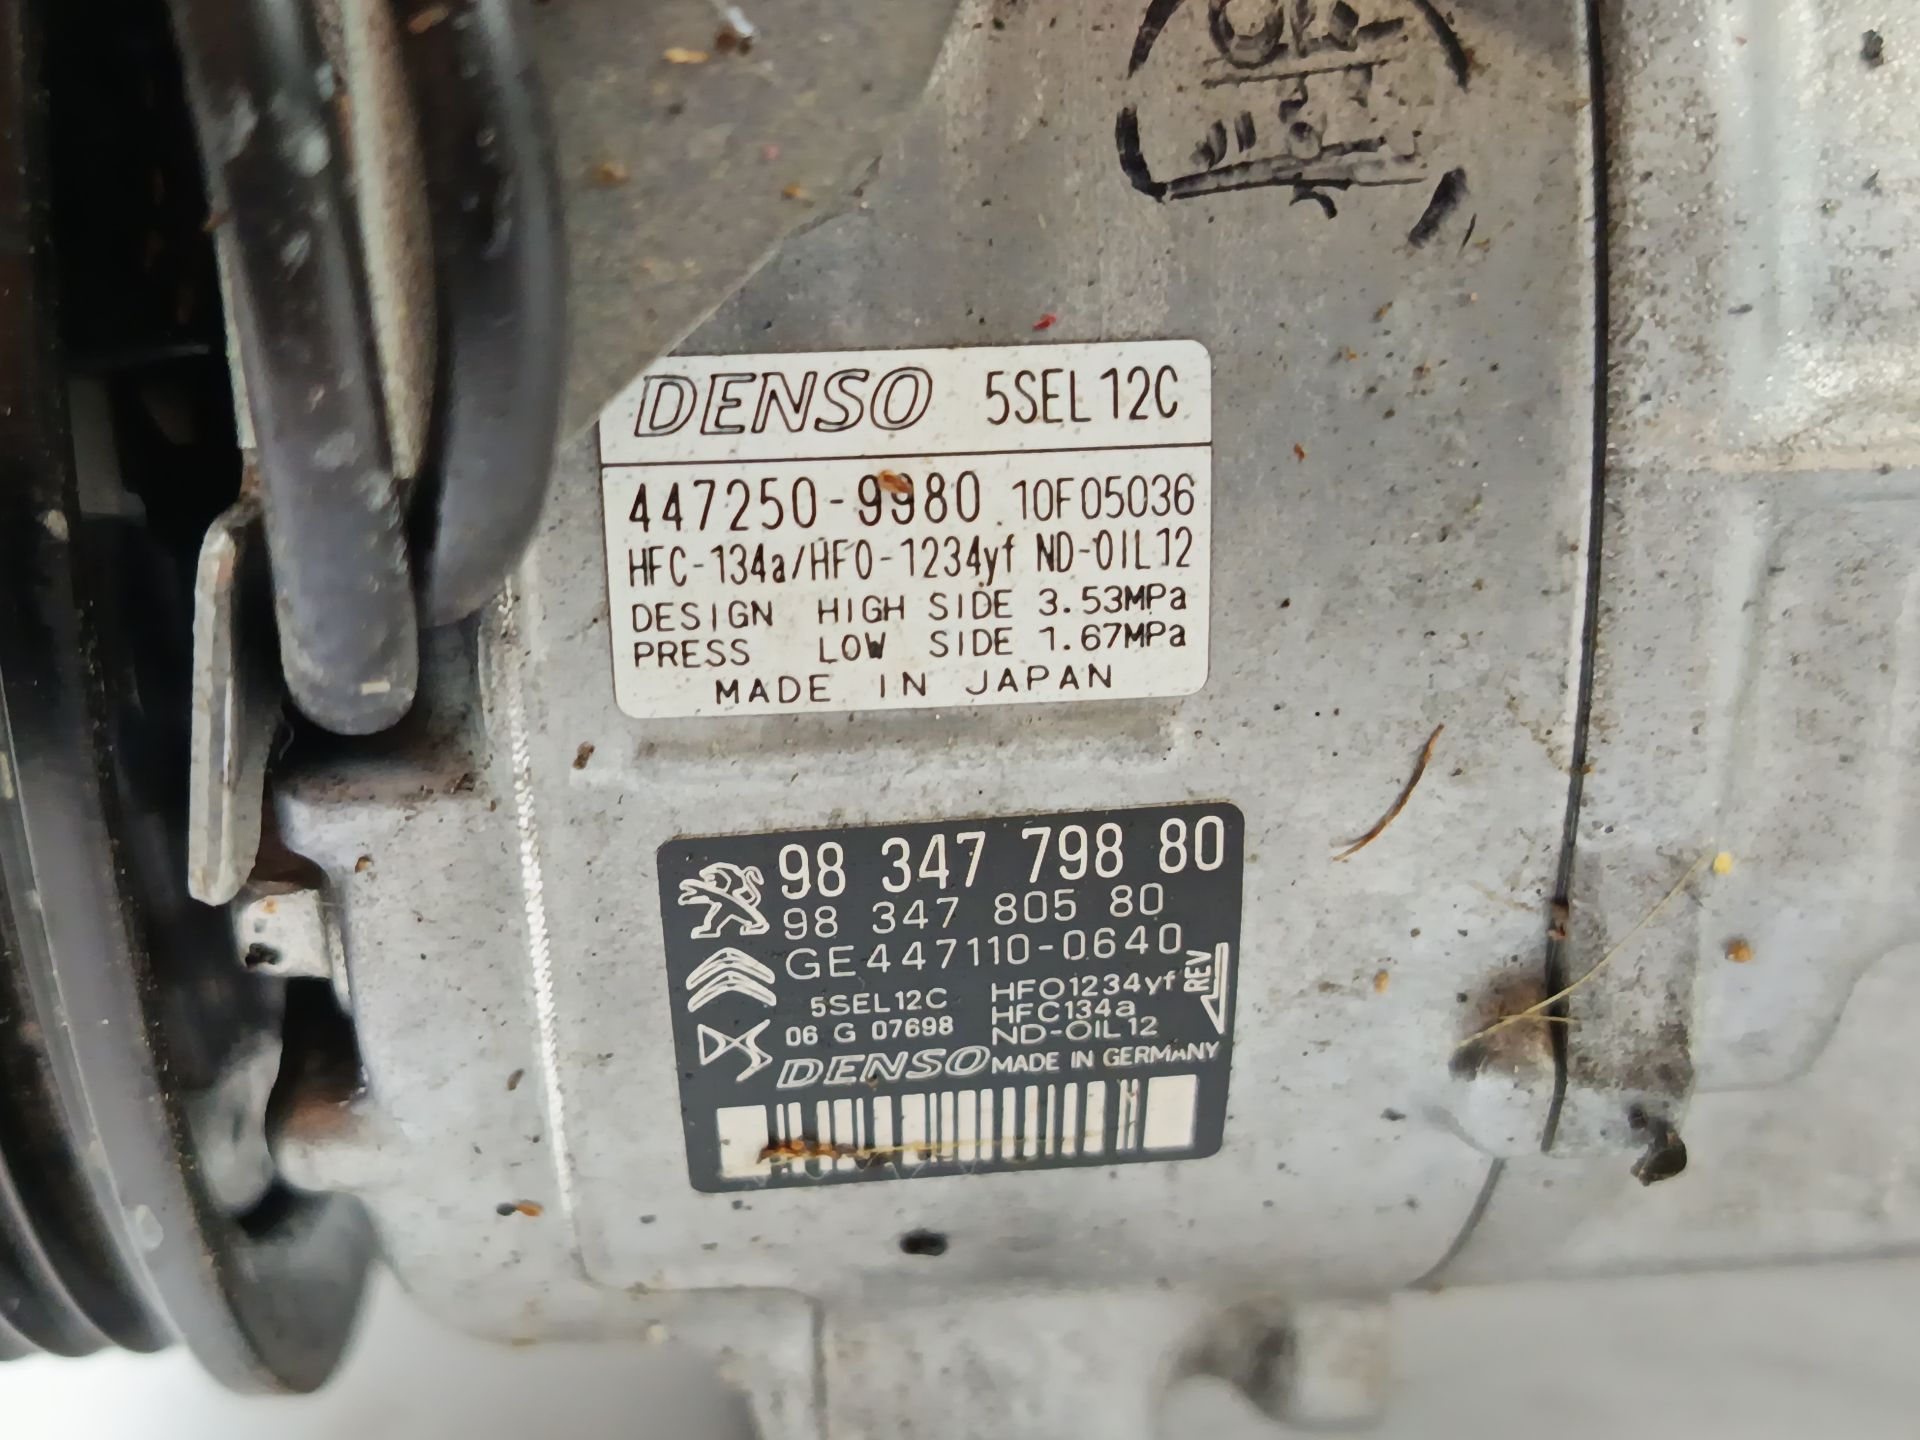 DENSO 5SEL12C
447250-9980 10F05036
HFC-134a/HFO-1234yf ND-OIL12
DESIGN HIGH SIDE 3.53MPa
PRESS LOW SIDE 1.67MPa
MADE IN JAPAN
98 347 798 80
98 347 805 80
GE447110-0640
REV
5SEL12C HFO1234yf
HFC134a
06 G 07698 ND-OIL12
DENSO MADE IN GERMANY